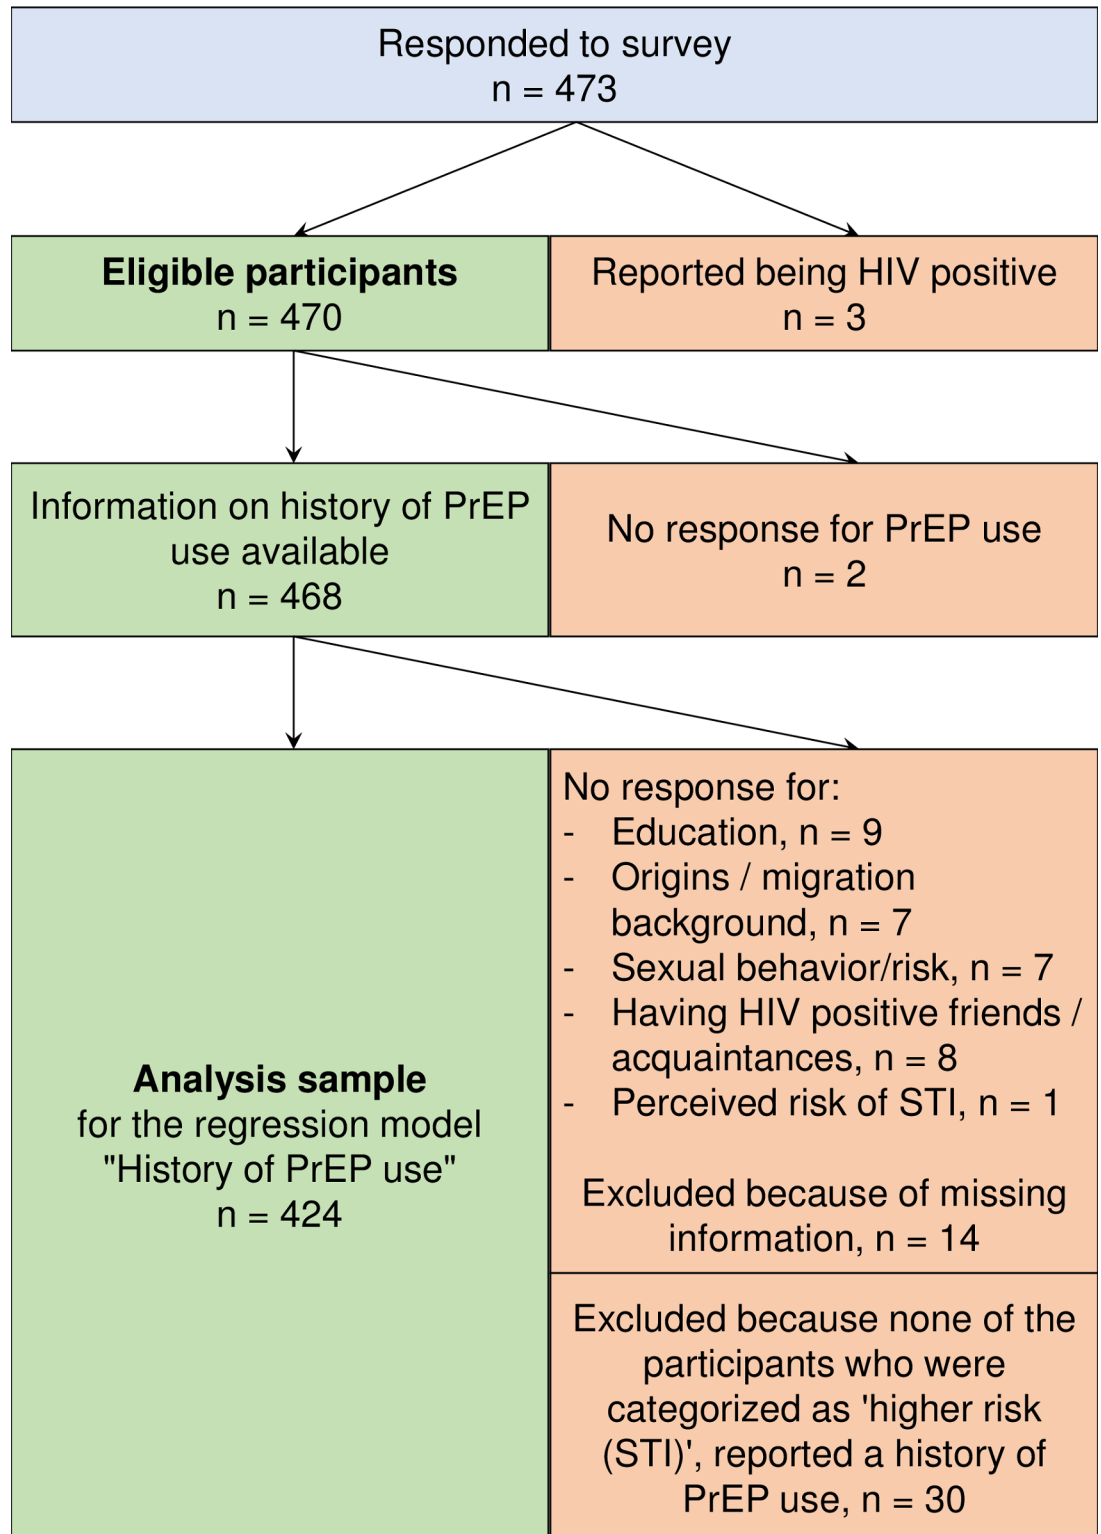 Responded to survey
n = 473
Eligible participants
n = 470
Reported being HIV positive
n = 3
Information on history of PrEP
use available
n = 468
No response for PrEP use
n = 2
Analysis sample
for the regression model
"History of PrEP use"
n = 424
No response for:
- Education, n = 9
- Origins / migration
background, n = 7
- Sexual behavior/risk, n = 7
- Having HIV positive friends /
acquaintances, n = 8
- Perceived risk of STI, n = 1
Excluded because of missing
information, n = 14
Excluded because none of the
participants who were
categorized as 'higher risk
(STI)', reported a history of
PrEP use, n = 30